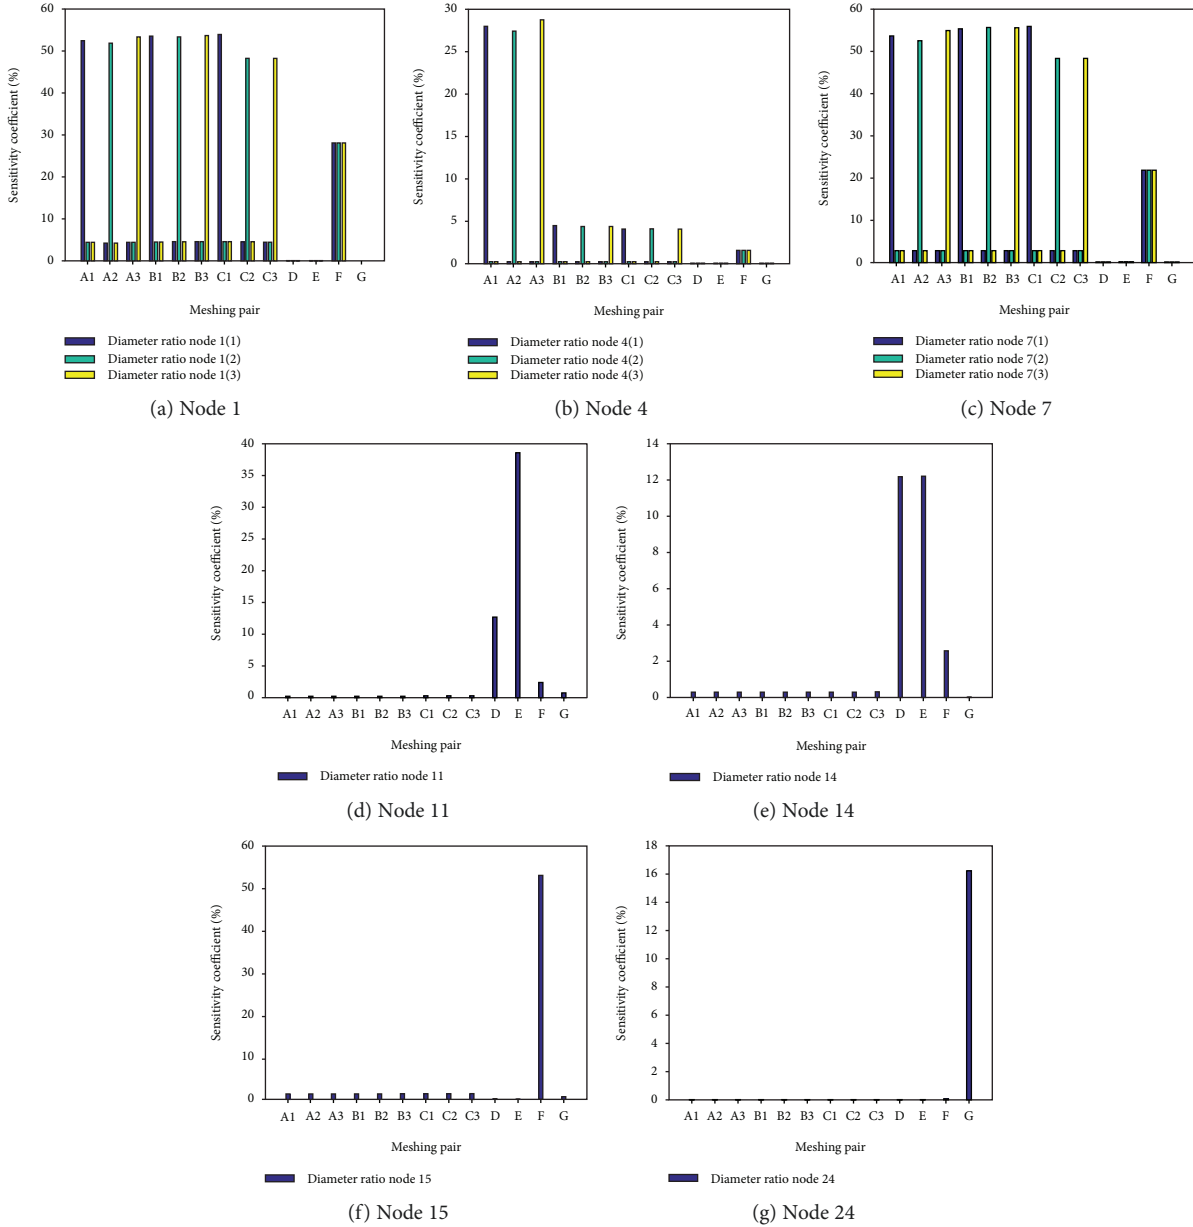 60
50
40
30
20
10
0
Sensitivity coefficient (%)
A1 A2 A3 B1 B2 B3 C1 C2 C3 D E F G
Meshing pair
Diameter ratio node 1(1)
Diameter ratio node 1(2)
Diameter ratio node 1(3)
(a) Node 1
30
25
20
15
10
5
0
Sensitivity coefficient (%)
A1 A2 A3 B1 B2 B3 C1 C2 C3 D E F G
Meshing pair
Diameter ratio node 4(1)
Diameter ratio node 4(2)
Diameter ratio node 4(3)
(b) Node 4
60
50
40
30
20
10
0
Sensitivity coefficient (%)
A1 A2 A3 B1 B2 B3 C1 C2 C3 D E F G
Meshing pair
Diameter ratio node 7(1)
Diameter ratio node 7(2)
Diameter ratio node 7(3)
(c) Node 7
40
35
30
25
20
15
10
5
0
Sensitivity coefficient (%)
A1 A2 A3 B1 B2 B3 C1 C2 C3 D E F G
Meshing pair
Diameter ratio node 11
(d) Node 11
14
12
10
8
6
4
2
0
Sensitivity coefficient (%)
A1 A2 A3 B1 B2 B3 C1 C2 C3 D E F G
Meshing pair
Diameter ratio node 14
(e) Node 14
60
50
40
30
20
10
0
Sensitivity coefficient (%)
A1 A2 A3 B1 B2 B3 C1 C2 C3 D E F G
Meshing pair
Diameter ratio node 15
(f) Node 15
18
16
14
12
10
8
6
4
2
0
Sensitivity coefficient (%)
A1 A2 A3 B1 B2 B3 C1 C2 C3 D E F G
Meshing pair
Diameter ratio node 24
(g) Node 24